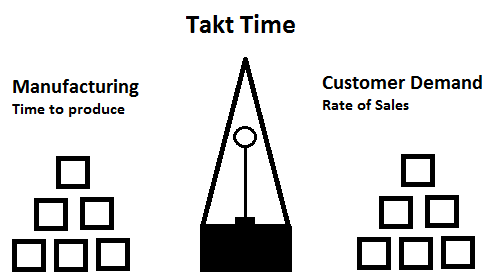 Takt Time
Manufacturing
Time to produce
Customer Demand
Rate of Sales